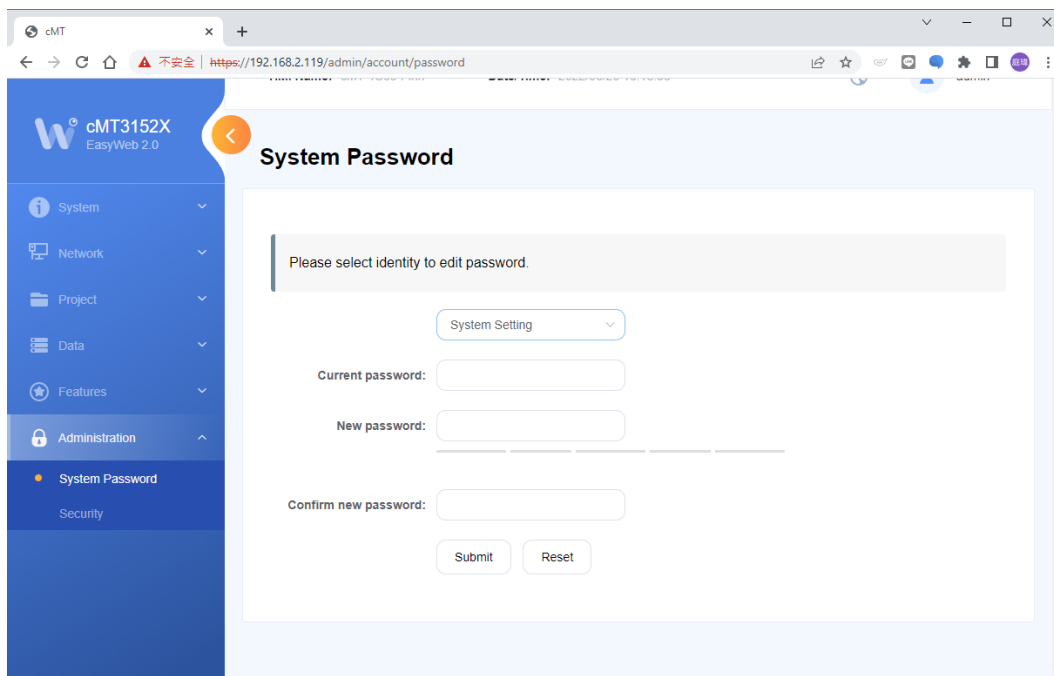 cMT
不安全 https://192.168.2.119/admin/account/password
admin
cMT3152X
EasyWeb 2.0
System Password
System
Network
Project
Data
Features
Administration
System Password
Security
Please select identity to edit password.
System Setting
Current password:
New password:
Confirm new password:
Submit
Reset